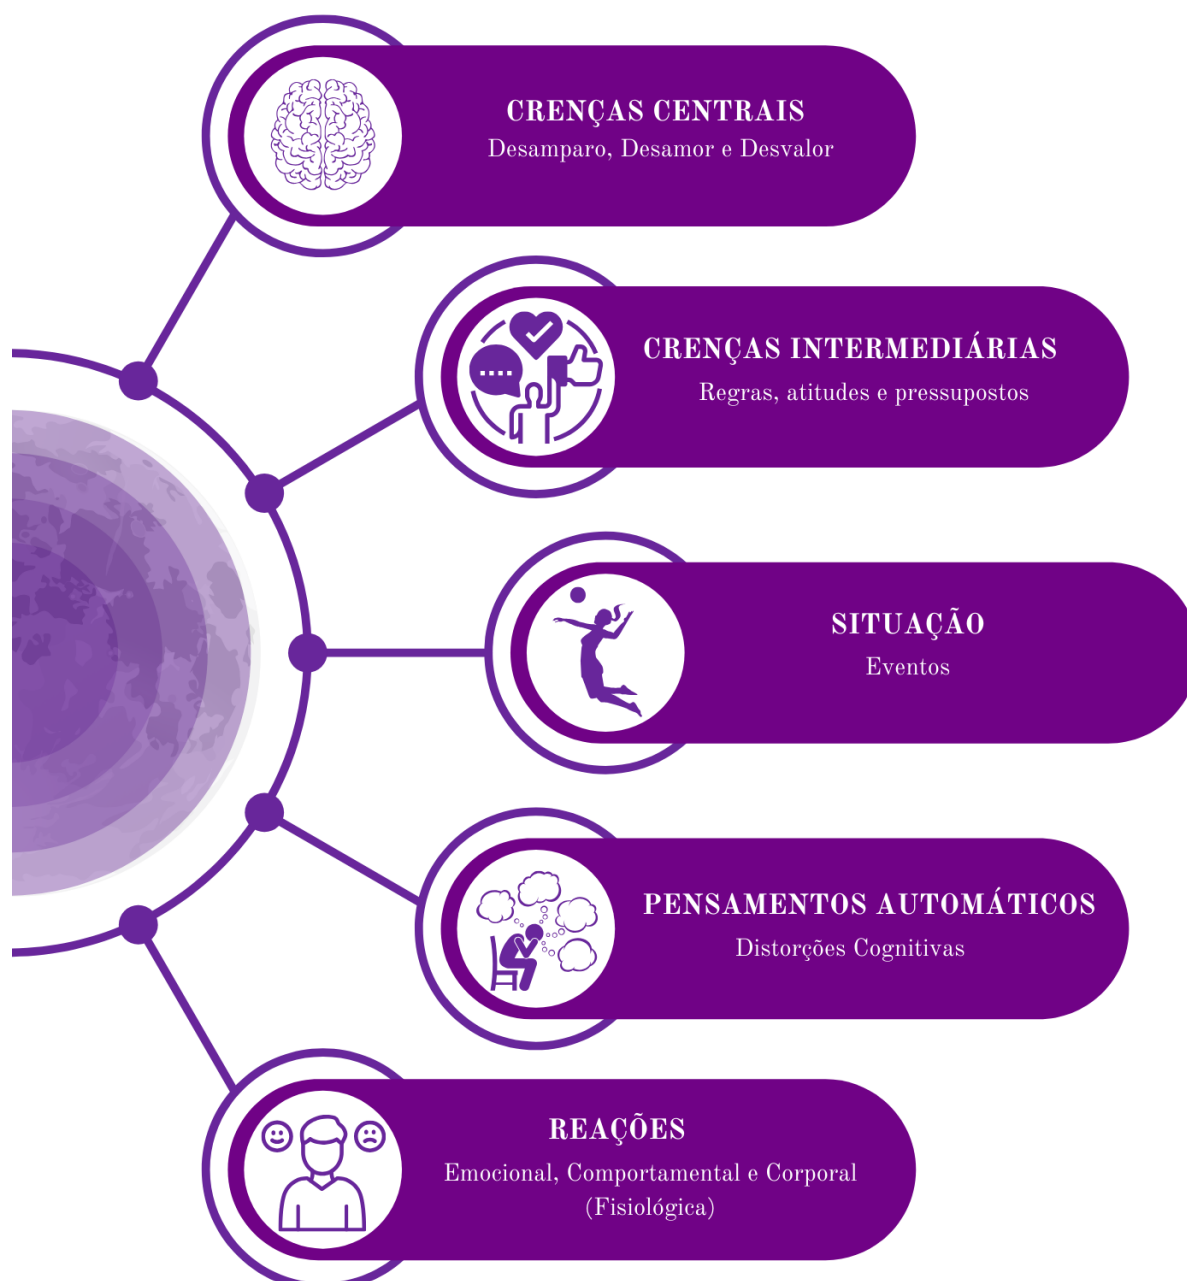 CRENÇAS CENTRAIS
Desamparo, Desamor e Desvalor
CRENÇAS INTERMEDIÁRIAS
Regras, atitudes e pressupostos
SITUAÇÃO
Eventos
PENSAMENTOS AUTOMÁTICOS
Distorções Cognitivas
REAÇÕES
Emocional, Comportamental e Corporal
(Fisiológica)